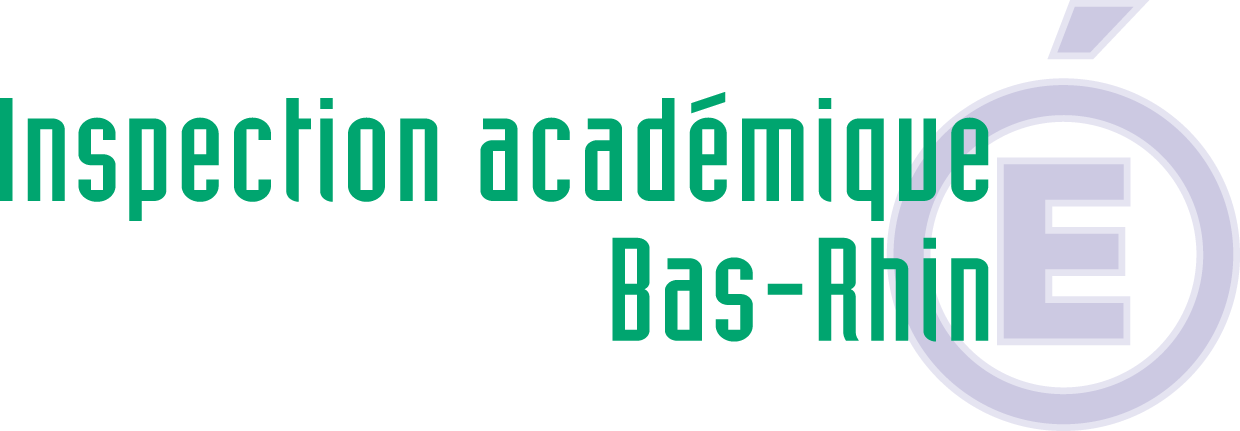 Inspection académique
Bas-Rhin
É